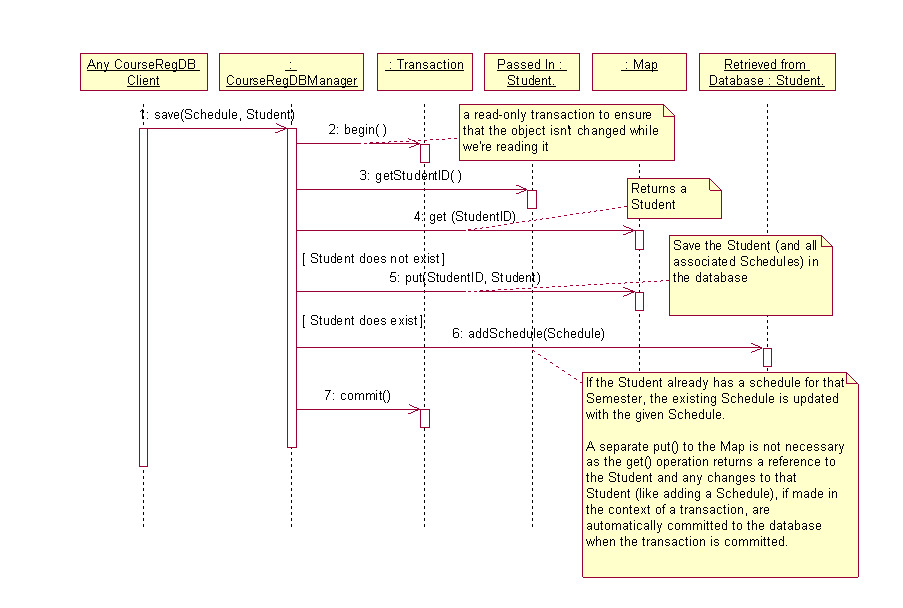 Any CourseRegDB
Client
:
CourseRegDBManager
: Transaction
Passed In :
Student.
: Map
Retrieved from
Database : Student.
1: save(Schedule, Student)
a read-only transaction to ensure
that the object isn't changed while
we're reading it
2: begin( )
3: getStudentID( )
Returns a
Student
4: get (StudentID)
Save the Student (and all
associated Schedules) in
the database
[ Student does not exist ]
5: put(StudentID, Student)
[ Student does exist ]
6: addSchedule(Schedule)
If the Student already has a schedule for that
Semester, the existing Schedule is updated
with the given Schedule.
7: commit()
A separate put() to the Map is not necessary
as the get() operation returns a reference to
the Student and any changes to that
Student (like adding a Schedule), if made in
the context of a transaction, are
automatically committed to the database
when the transaction is committed.